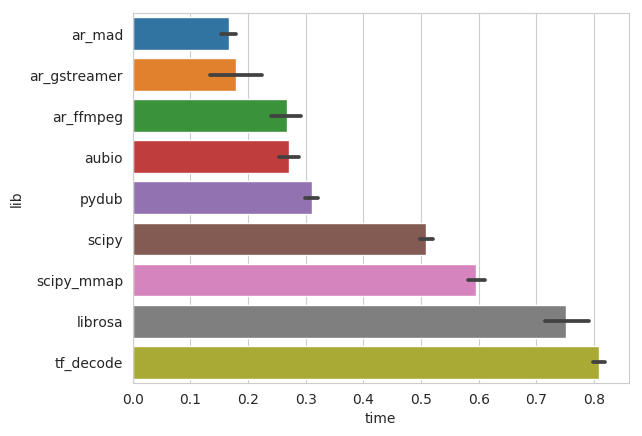 ar_mad
ar_gstreamer
ar_ffmpeg
aubio
pydub
scipy
scipy_mmap
librosa
tf_decode
lib
0.0 0.1 0.2 0.3 0.4 0.5 0.6 0.7 0.8
time